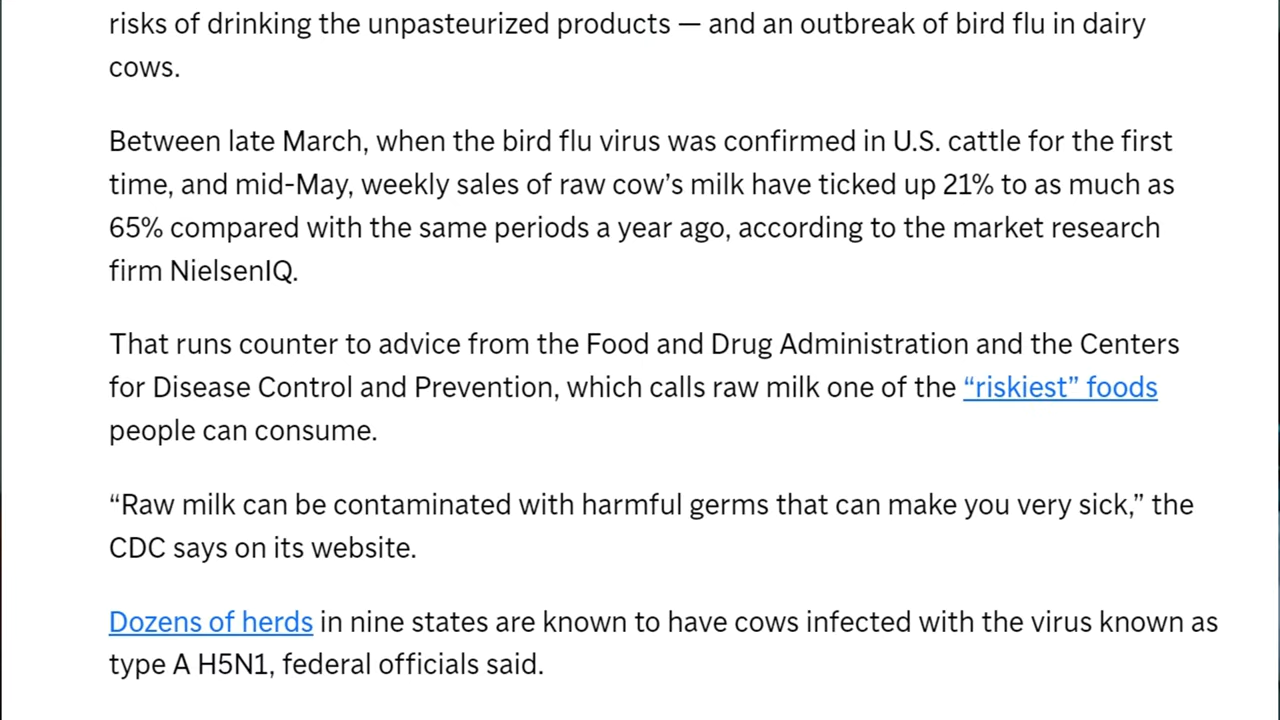 risks of drinking the unpasteurized products — and an outbreak of bird flu in dairy
cows.
Between late March, when the bird flu virus was confirmed in U.S. cattle for the first
time, and mid-May, weekly sales of raw cow’s milk have ticked up 21% to as much as
65% compared with the same periods a year ago, according to the market research
firm NielsenIQ.
That runs counter to advice from the Food and Drug Administration and the Centers
for Disease Control and Prevention, which calls raw milk one of the “riskiest” foods
people can consume.
“Raw milk can be contaminated with harmful germs that can make you very sick,” the
CDC says on its website.
Dozens of herds in nine states are known to have cows infected with the virus known as
type A H5N1, federal officials said.